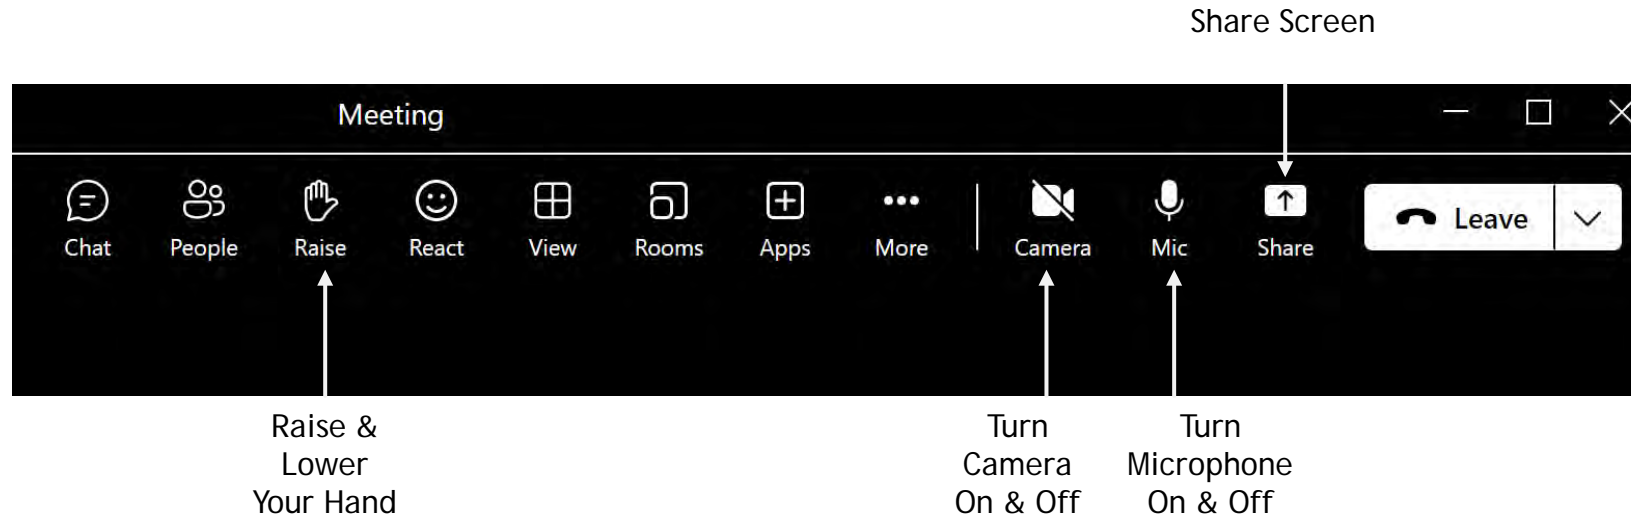 Share Screen
Meeting
Chat People Raise React View Rooms Apps More Camera Mic Share Leave
Raise & Turn Turn
Lower Camera Microphone
Your Hand On & Off On & Off